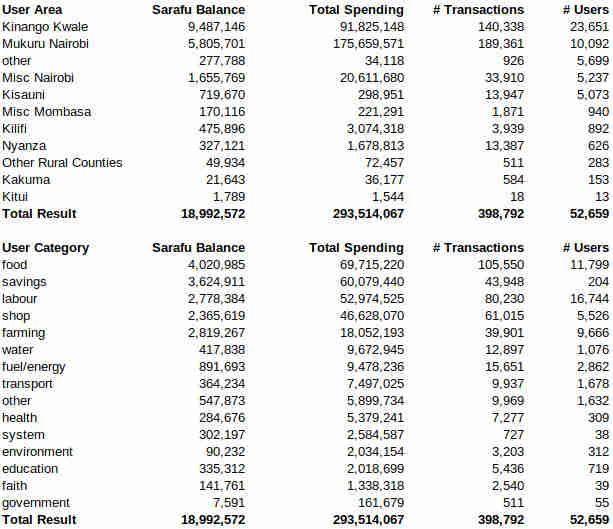 User Area Sarafu Balance Total Spending # Transactions # Users
Kinango Kwale 9,487,146 91,825,148 140,338 23,651
Mukuru Nairobi 5,805,701 175,659,571 189,361 10,092
other 277,788 34,118 926 5,699
Misc Nairobi 1,655,769 20,611,680 33,910 5,237
Kisauni 719,670 298,951 13,947 5,073
Misc Mombasa 170,116 221,291 1,871 940
Kilifi 475,896 3,074,318 3,939 892
Nyanza 327,121 1,678,813 13,387 626
Other Rural Counties 49,934 72,457 511 283
Kakuma 21,643 36,177 584 153
Kitui 1,789 1,544 18 13
Total Result 18,992,572 293,514,067 398,792 52,659
User Category Sarafu Balance Total Spending # Transactions # Users
food 4,020,985 69,715,220 105,550 11,799
savings 3,624,911 60,079,440 43,948 204
labour 2,778,384 52,974,525 80,230 16,744
shop 2,365,619 46,628,070 61,015 5,526
farming 2,819,267 18,052,193 39,901 9,666
water 417,838 9,672,945 12,897 1,076
fuel/energy 891,693 9,478,236 15,651 2,862
transport 364,234 7,497,025 9,937 1,678
other 547,873 5,899,734 9,969 1,632
health 284,676 5,379,241 7,277 309
system 302,197 2,584,587 727 38
environment 90,232 2,034,154 3,203 312
education 335,312 2,018,699 5,436 719
faith 141,761 1,338,318 2,540 39
government 7,591 161,679 511 55
Total Result 18,992,572 293,514,067 398,792 52,659